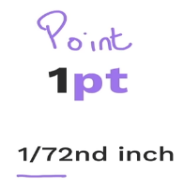 Point
1pt
1/72nd inch